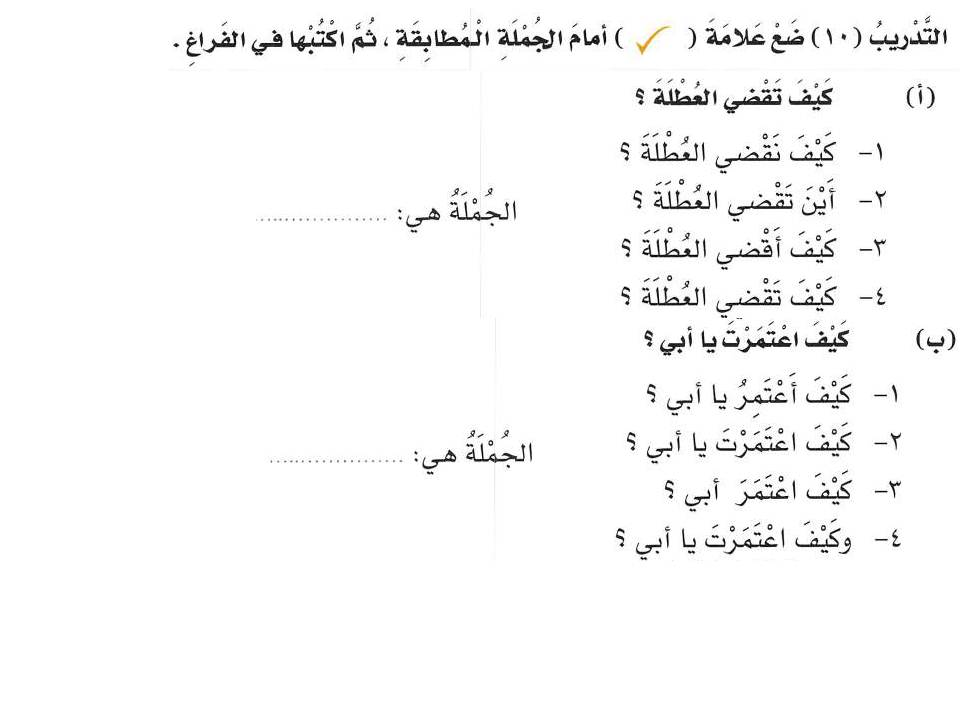 التَّدْريبُ (١٠) ضَعْ عَلامَةَ ( ✓ ) أمامَ الجُمْلَةِ الْمُطابِقَةِ ، ثُمَّ اكْتُبْها في الفَراغِ .
(أ) كَيْفَ تَقْضي العُطْلَةَ ؟
١- كَيْفَ نَقْضي العُطْلَةَ ؟
٢- أَيْنَ تَقْضي العُطْلَةَ ؟
الجُمْلَةُ هي: ..................
٣- كَيْفَ أَقْضي العُطْلَةَ ؟
٤- كَيْفَ تَقْضي العُطْلَةَ ؟
(ب) كَيْفَ اعْتَمَرْتَ يا أبي ؟
١- كَيْفَ أَعْتَمِرُ يا أبي ؟
٢- كَيْفَ اعْتَمَرْتَ يا أبي ؟
الجُمْلَةُ هي: ..................
٣- كَيْفَ اعْتَمَرَ أبي ؟
٤- وكَيْفَ اعْتَمَرْتَ يا أبي ؟